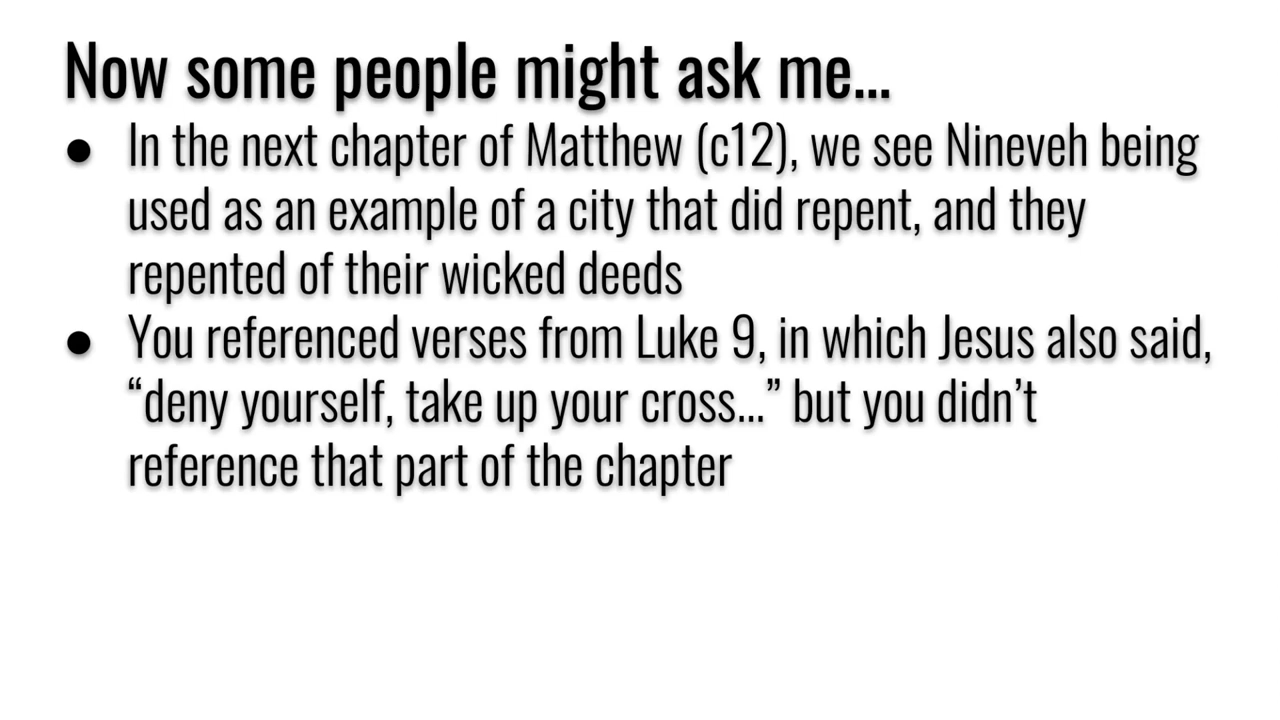 Now some people might ask me...
● In the next chapter of Matthew (c12), we see Nineveh being
used as an example of a city that did repent, and they
repented of their wicked deeds
● You referenced verses from Luke 9, in which Jesus also said,
“deny yourself, take up your cross...” but you didn’t
reference that part of the chapter